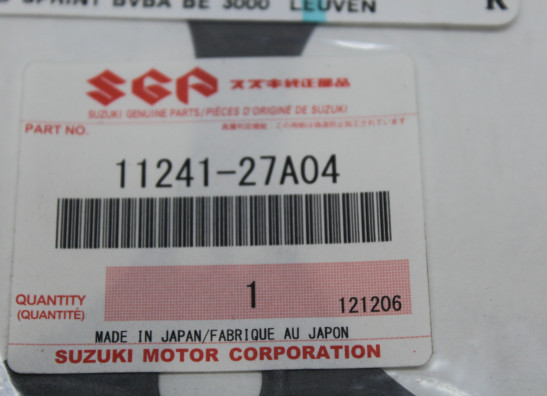 SPRINT BVBA BE 3000 LEUVEN
R
SGP スズキ純正部品
SUZUKI GENUINE PARTS/PIÈCES D'ORIGINE DE SUZUKI
PART NO.
11241-27A04
QUANTITY
(QUANTITÉ)
1
121206
MADE IN JAPAN/FABRIQUE AU JAPON
SUZUKI MOTOR CORPORATION